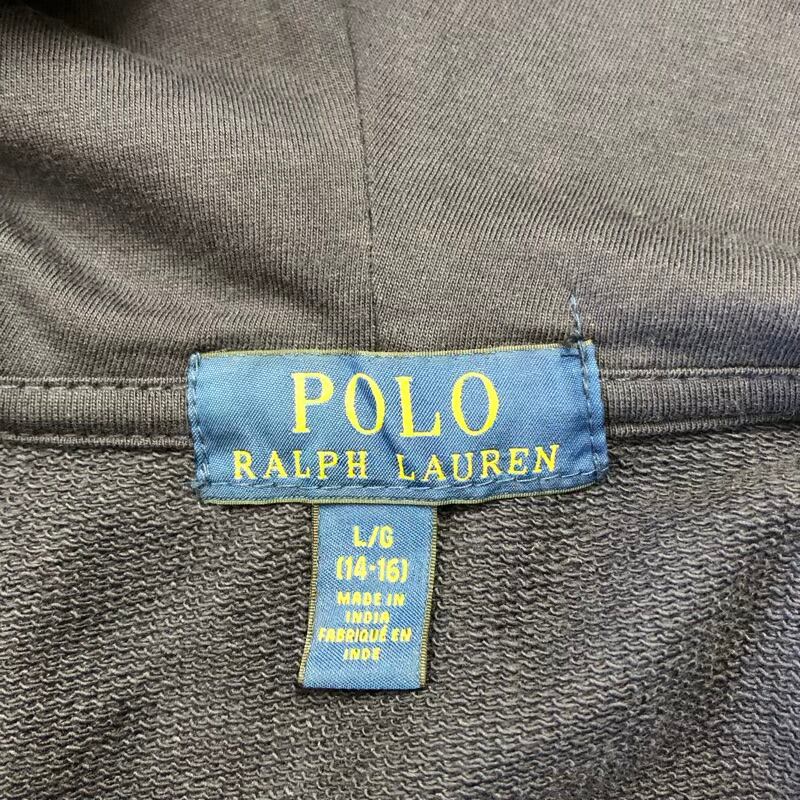 POLO
RALPH LAUREN
L/G
(14-16)
MADE IN
INDIA
FABRIQUÉ EN
INDE